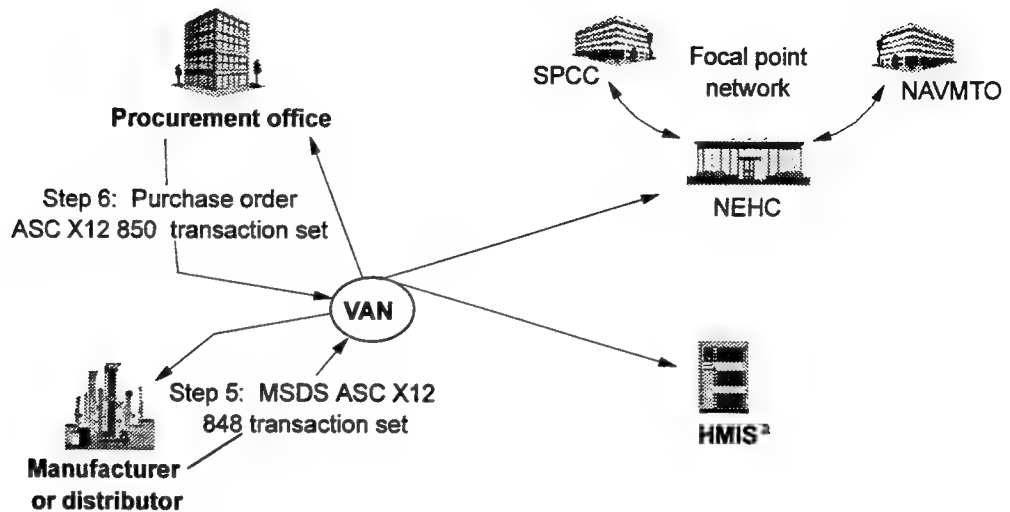 SPCC
Focal point
network
NAVMTO
Procurement office
NEHC
Step 6: Purchase order
ASC X12 850 transaction set
VAN
Step 5: MSDS ASC X12
848 transaction set
HMISª
Manufacturer
or distributor